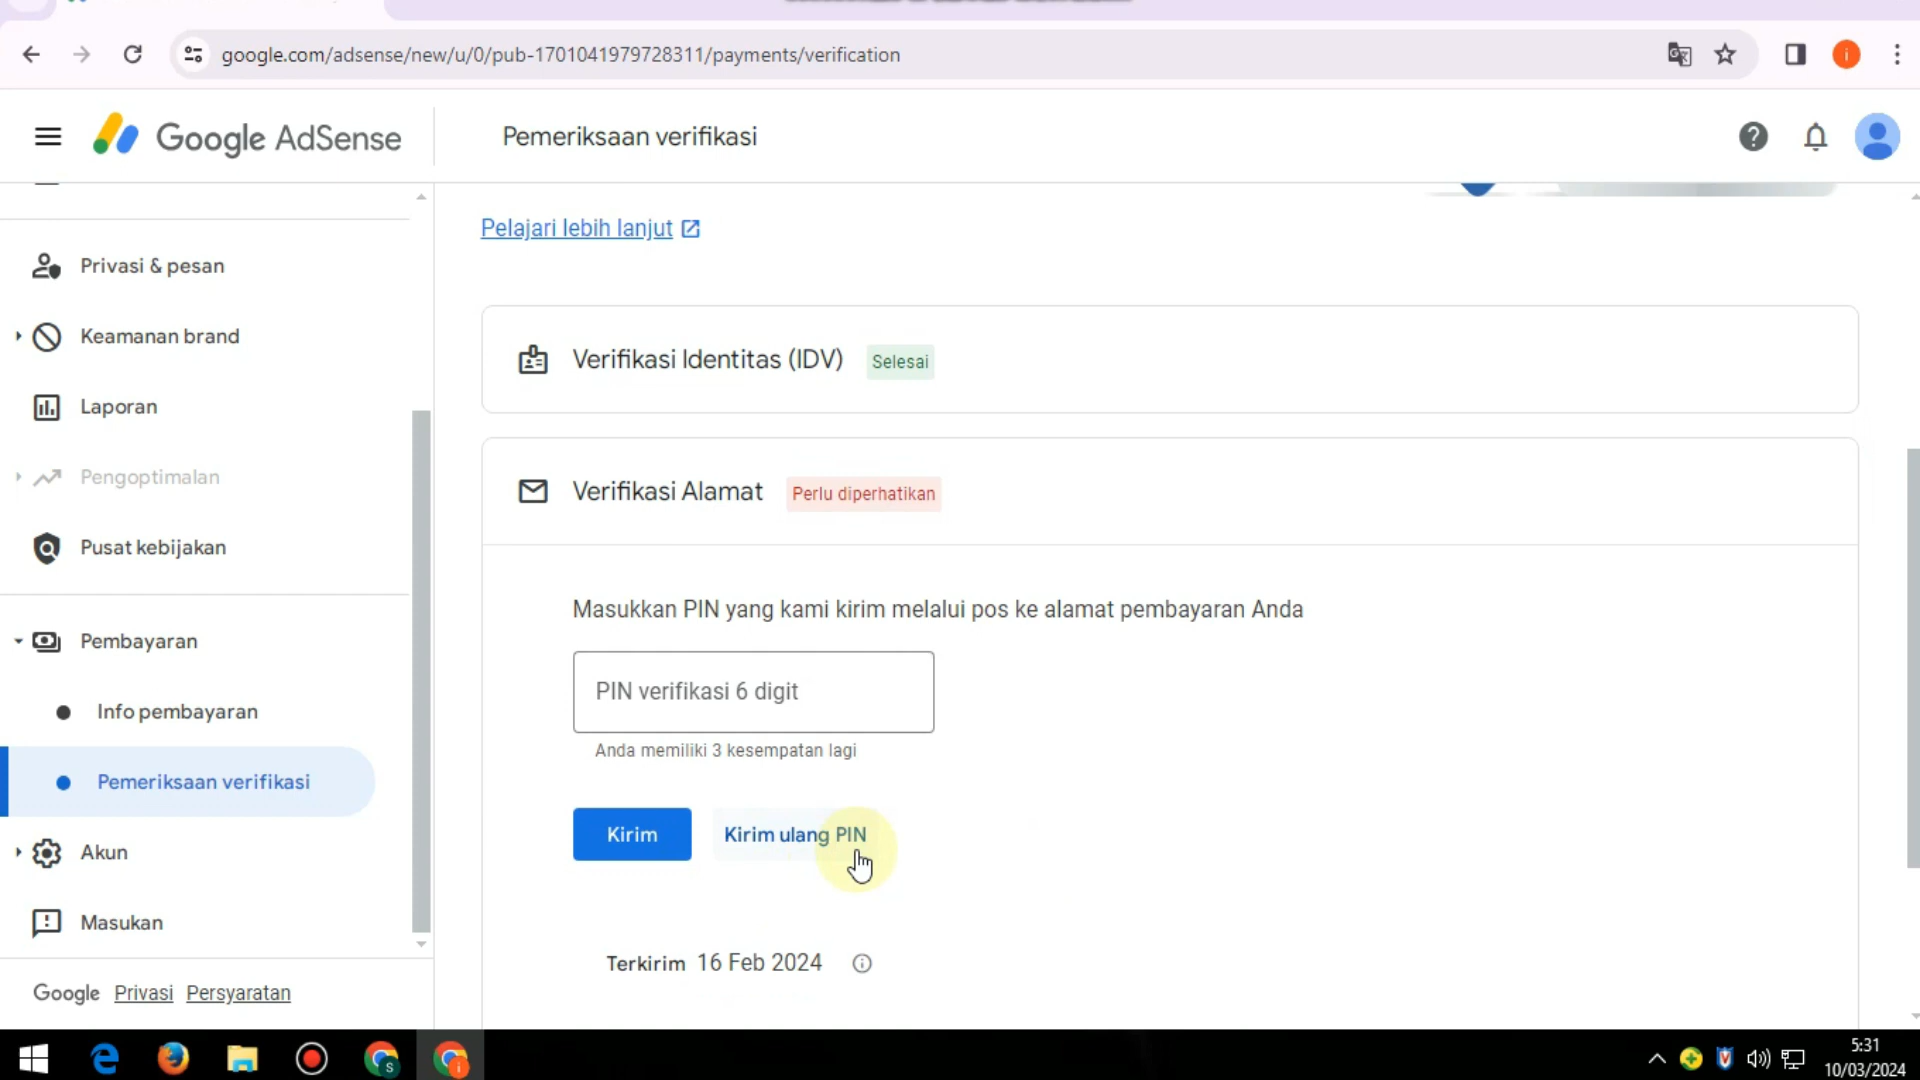 google.com/adsense/new/u/0/pub-1701041979728311/payments/verification
Google AdSense
Pemeriksaan verifikasi
Pelajari lebih lanjut
Privasi & pesan
Keamanan brand
Laporan
Pengoptimalan
Pusat kebijakan
Pembayaran
Info pembayaran
Pemeriksaan verifikasi
Akun
Masukan
Google Privasi Persyaratan
Verifikasi Identitas (IDV) Selesai
Verifikasi Alamat Perlu diperhatikan
Masukkan PIN yang kami kirim melalui pos ke alamat pembayaran Anda
PIN verifikasi 6 digit
Anda memiliki 3 kesempatan lagi
Kirim Kirim ulang PIN
Terkirim 16 Feb 2024
5:31
10/03/2024